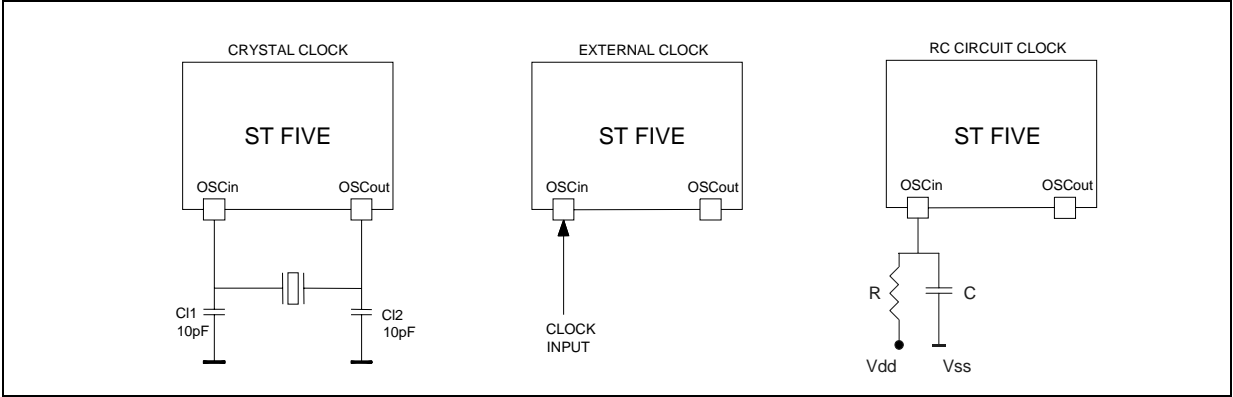 CRYSTAL CLOCK
ST FIVE
OSCin
OSCout
Cl1
10pF
Cl2
10pF
EXTERNAL CLOCK
ST FIVE
OSCin
OSCout
CLOCK
INPUT
RC CIRCUIT CLOCK
ST FIVE
OSCin
OSCout
R
C
Vdd
Vss